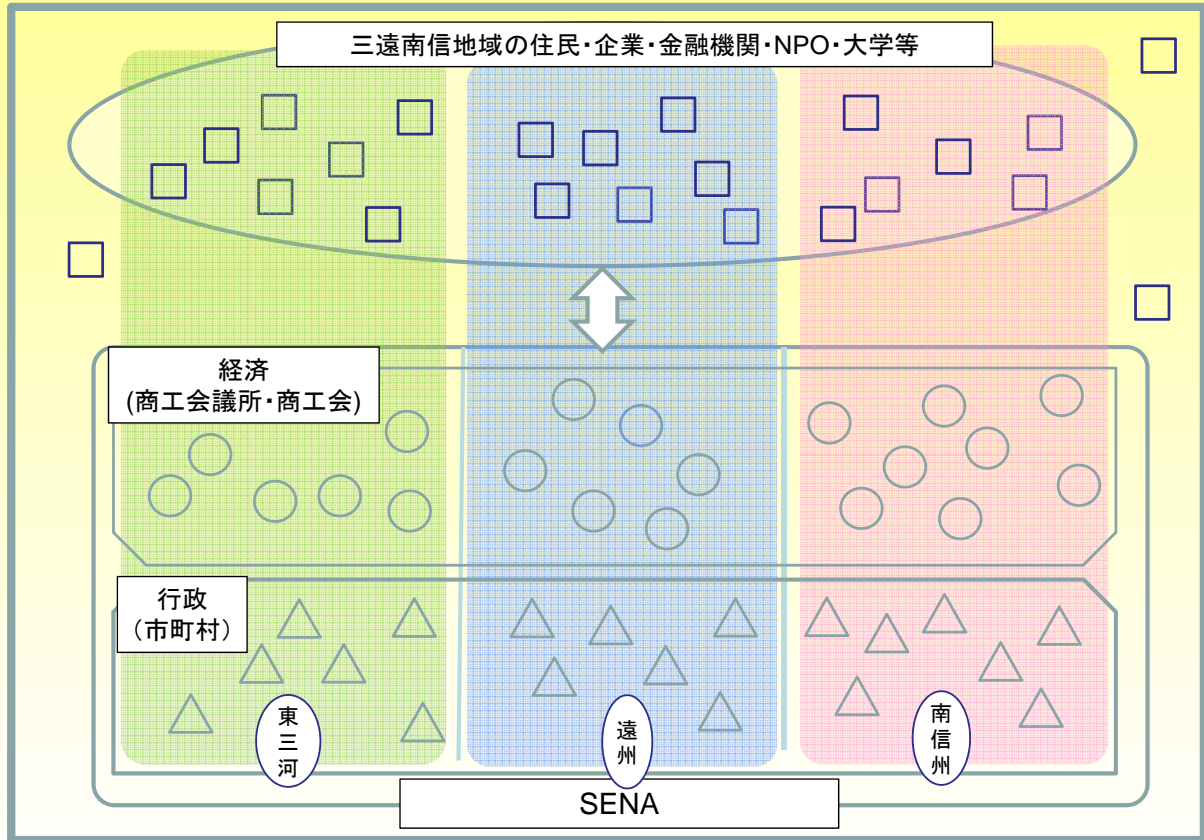 三遠南信地域の住民・企業・金融機関・NPO・大学等
経済
(商工会議所・商工会)
行政
（市町村）
東三河
遠州
南信州
SENA